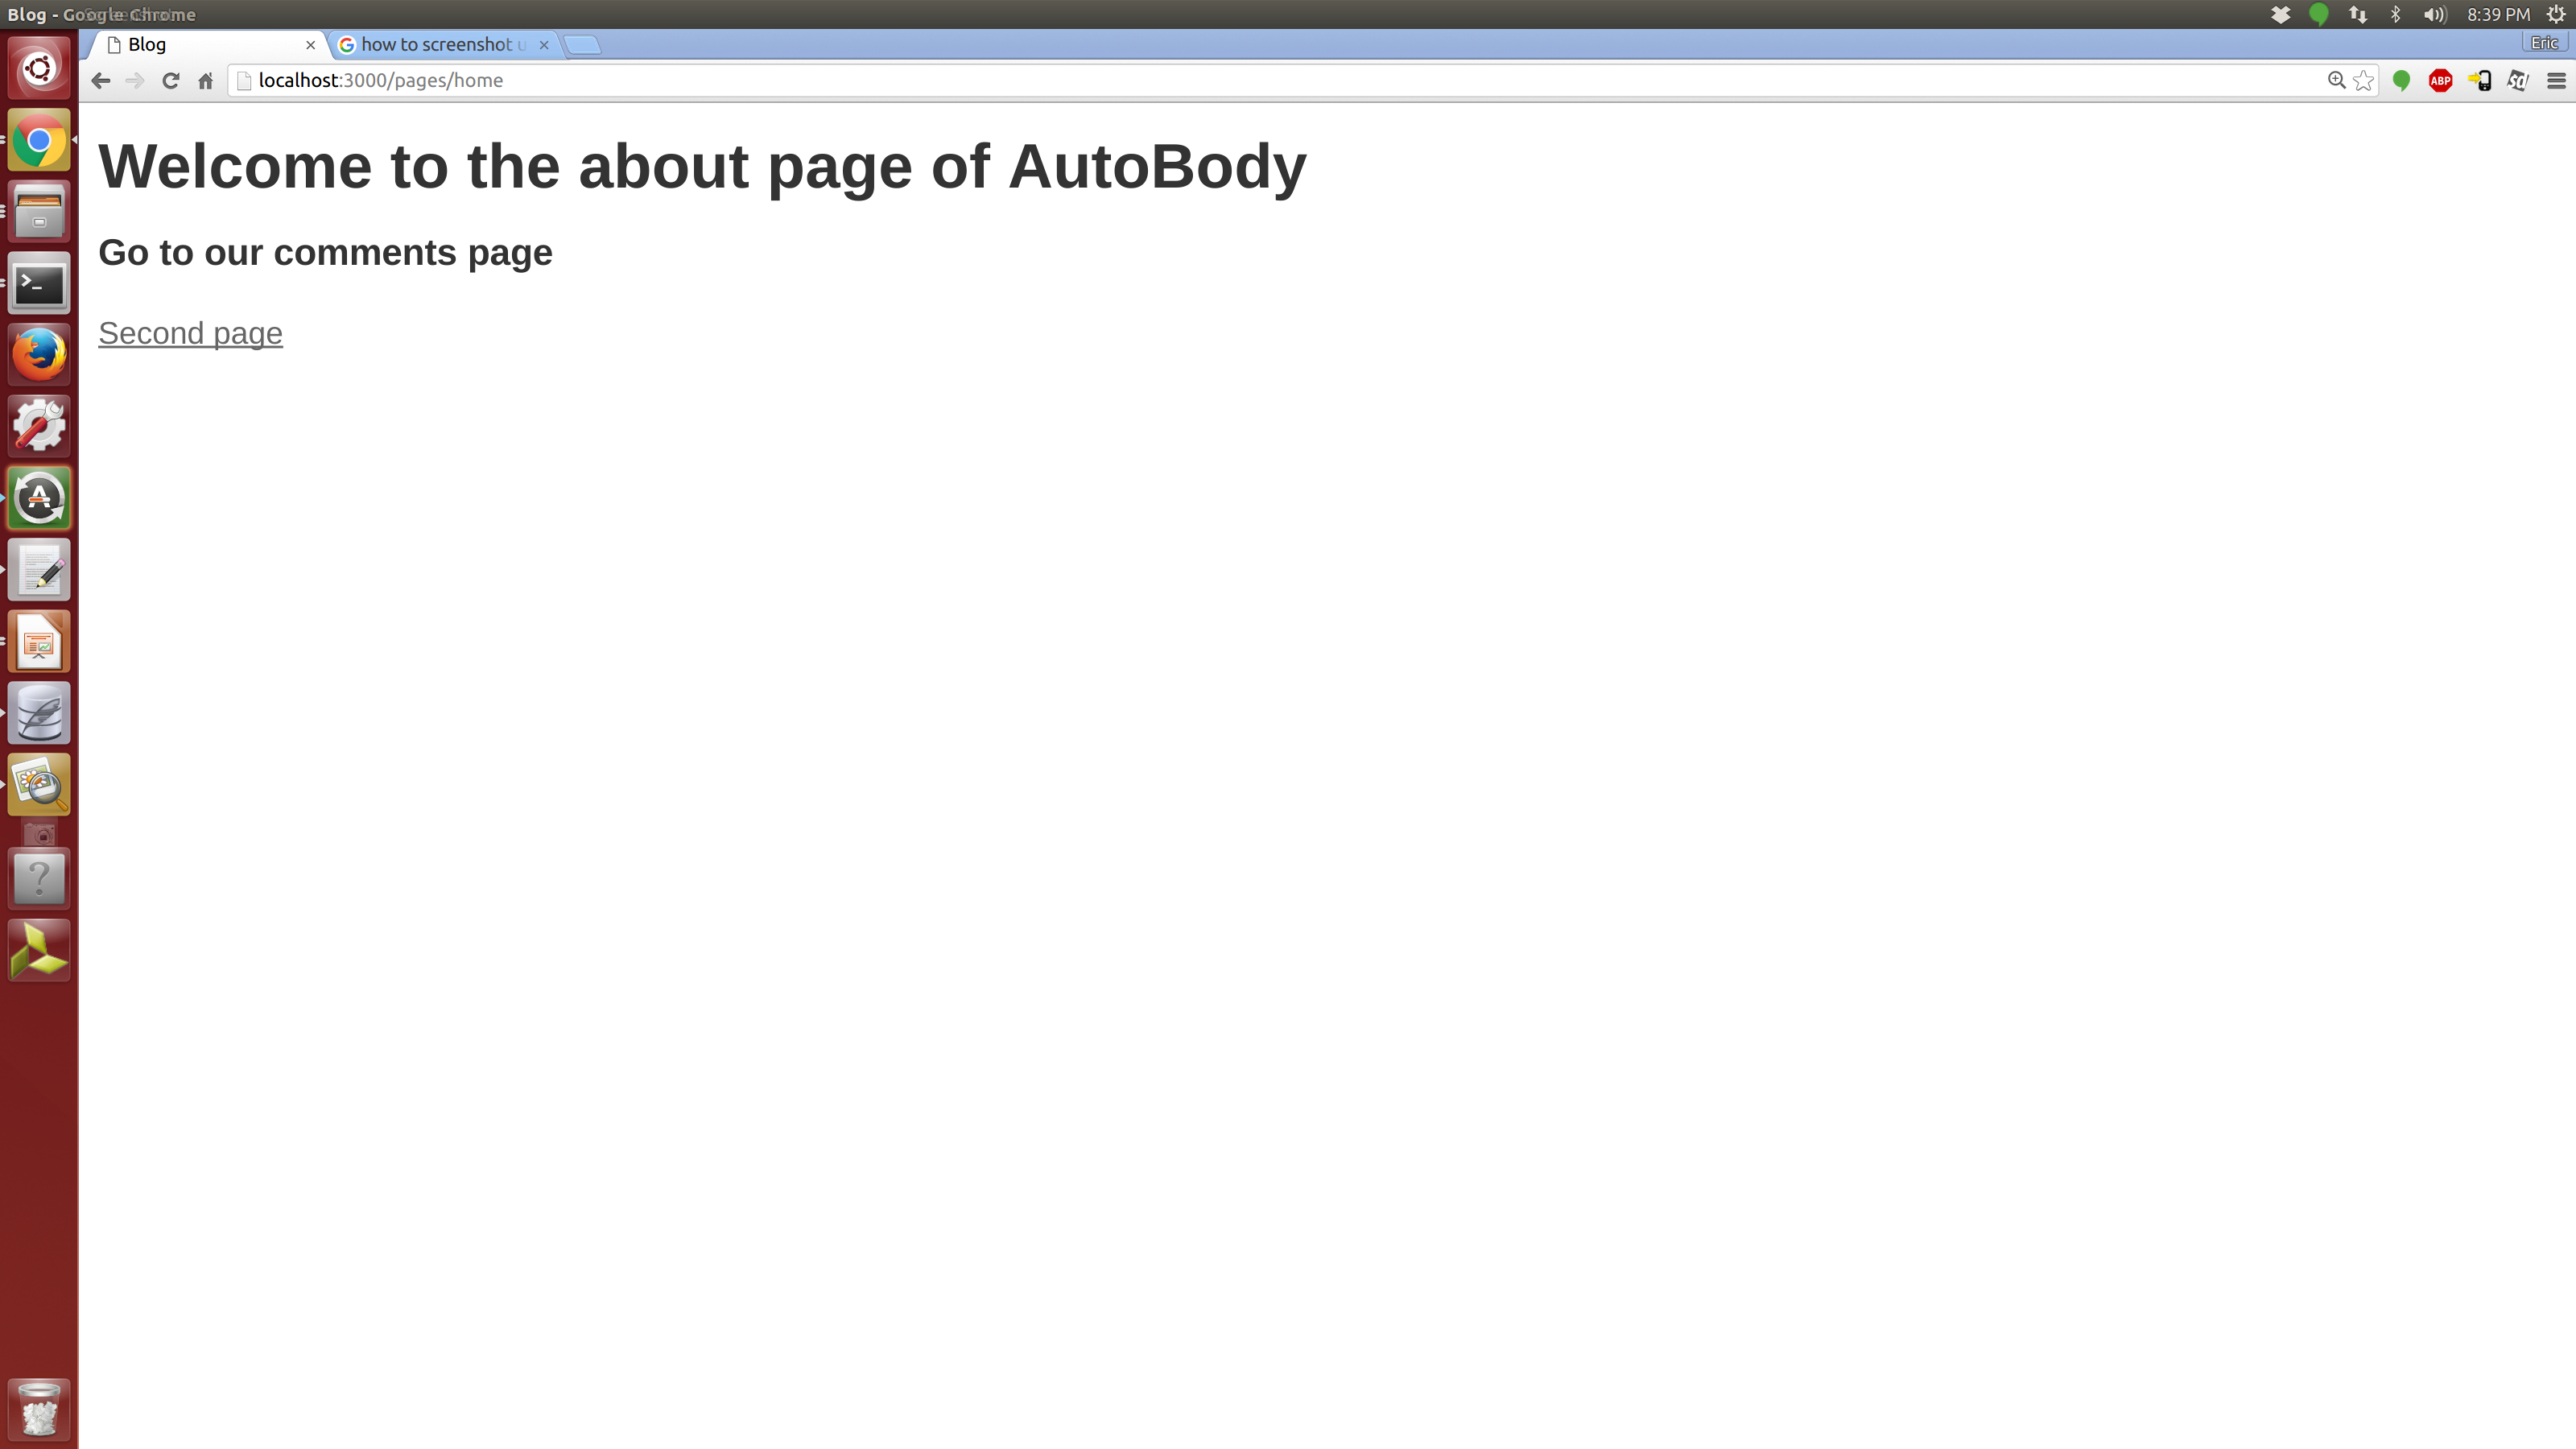 Blog - Google Chrome
8:39 PM
Blog
how to screenshot u
Eric
localhost:3000/pages/home
ABP
Welcome to the about page of AutoBody
Go to our comments page
Second page